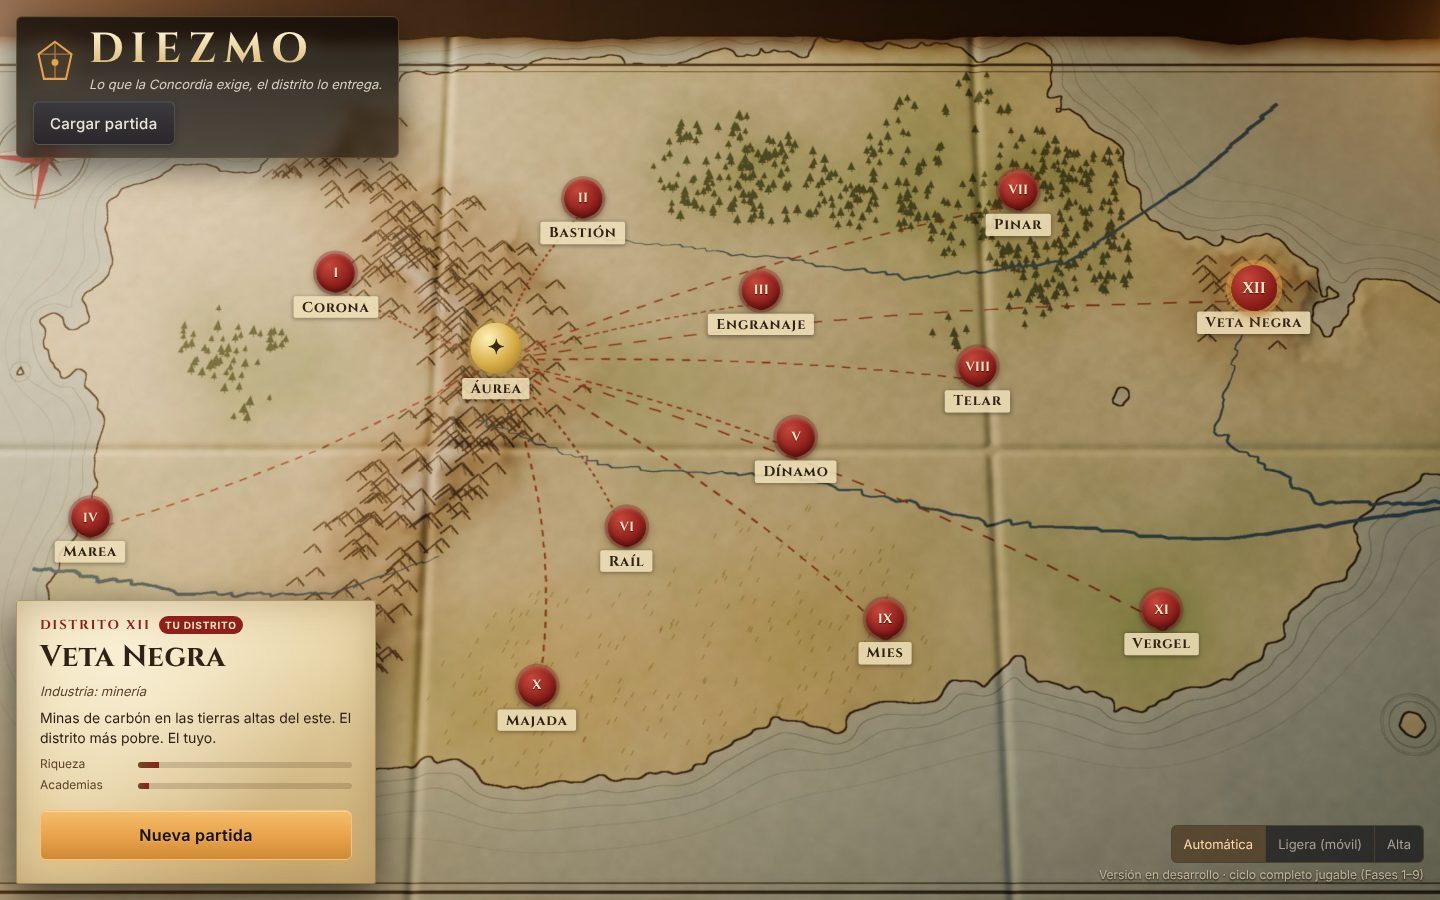 DIEZMO
Lo que la Concordia exige, el distrito lo entrega.
Cargar partida
II
BASTIÓN
VII
PINAR
I
CORONA
III
ENGRANAJE
XII
VETA NEGRA
✦
ÁUREA
VIII
TELAR
V
DÍNAMO
IV
MAREA
VI
RAÍL
IX
MIES
XI
VERGEL
X
MAJADA
DISTRITO XII TU DISTRITO
VETA NEGRA
Industria: minería
Minas de carbón en las tierras altas del este. El
distrito más pobre. El tuyo.
Riqueza
Academias
Nueva partida
Automática Ligera (móvil) Alta
Versión en desarrollo · ciclo completo jugable (Fases 1–9)